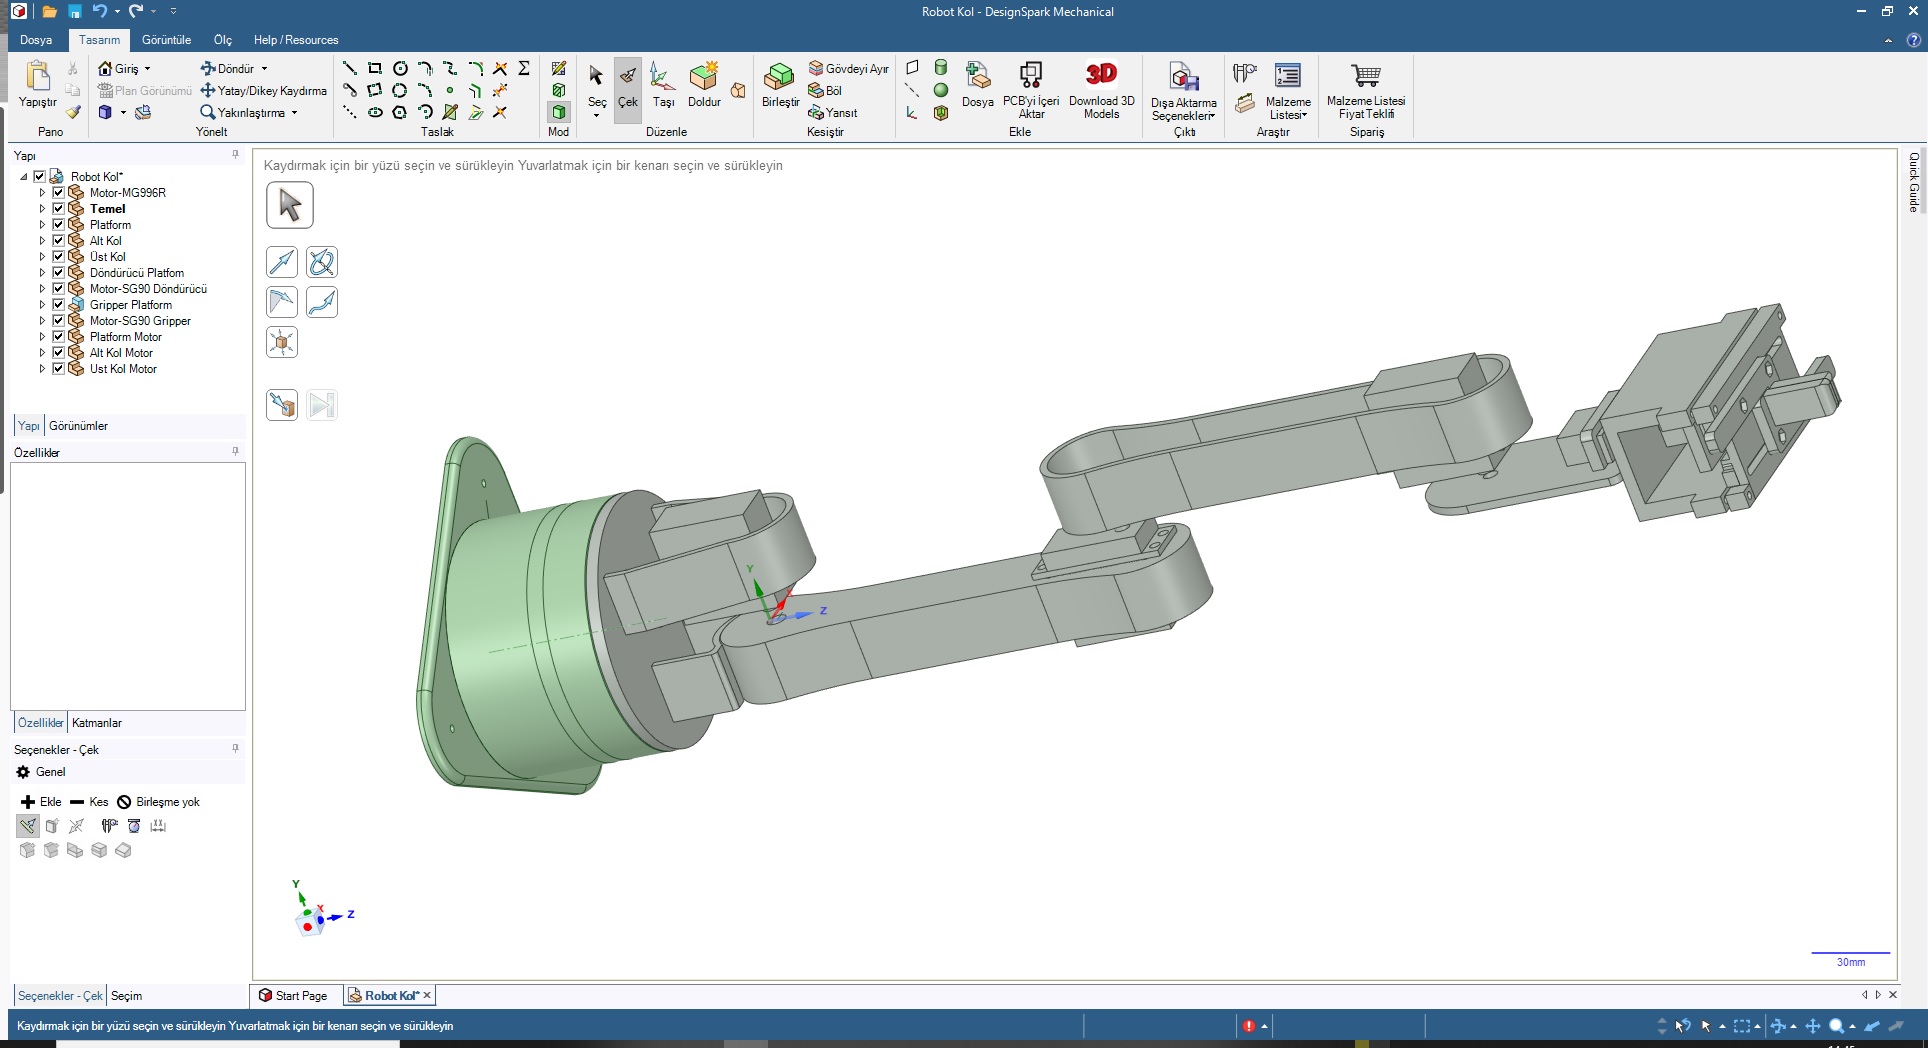 Robot Kol - DesignSpark Mechanical
Dosya Tasarım Görüntüle Ölç Help / Resources
Yapıştır
Giriş
Plan Görünümü
Döndür
Yatay/Dikey Kaydırma
Yakınlaştırma
Seç
Çek
Taşı
Doldur
Birleştir
Gövdeyi Ayır
Böl
Yansıt
Dosya
PCB'yi İçeri Aktar
3D
Download 3D Models
Dışa Aktarma Seçenekleri
Malzeme Listesi
Malzeme Listesi Fiyat Teklifi
Pano Yönelt Taslak Mod Düzenle Kesiştir Ekle Çıktı Araştır Sipariş
Yapı
Robot Kol*
Motor-MG996R
Temel
Platform
Alt Kol
Üst Kol
Döndürücü Platfom
Motor-SG90 Döndürücü
Gripper Platform
Motor-SG90 Gripper
Platform Motor
Alt Kol Motor
Üst Kol Motor
Yapı Görünümler
Özellikler
Özellikler Katmanlar
Seçenekler - Çek
Genel
Ekle Kes Birleşme yok
Seçenekler - Çek Seçim
Kaydırmak için bir yüzü seçin ve sürükleyin Yuvarlatmak için bir kenarı seçin ve sürükleyin
Quick Guide
Y
Z
Y
X
Z
30mm
Start Page
Robot Kol*
Kaydırmak için bir yüzü seçin ve sürükleyin Yuvarlatmak için bir kenarı seçin ve sürükleyin